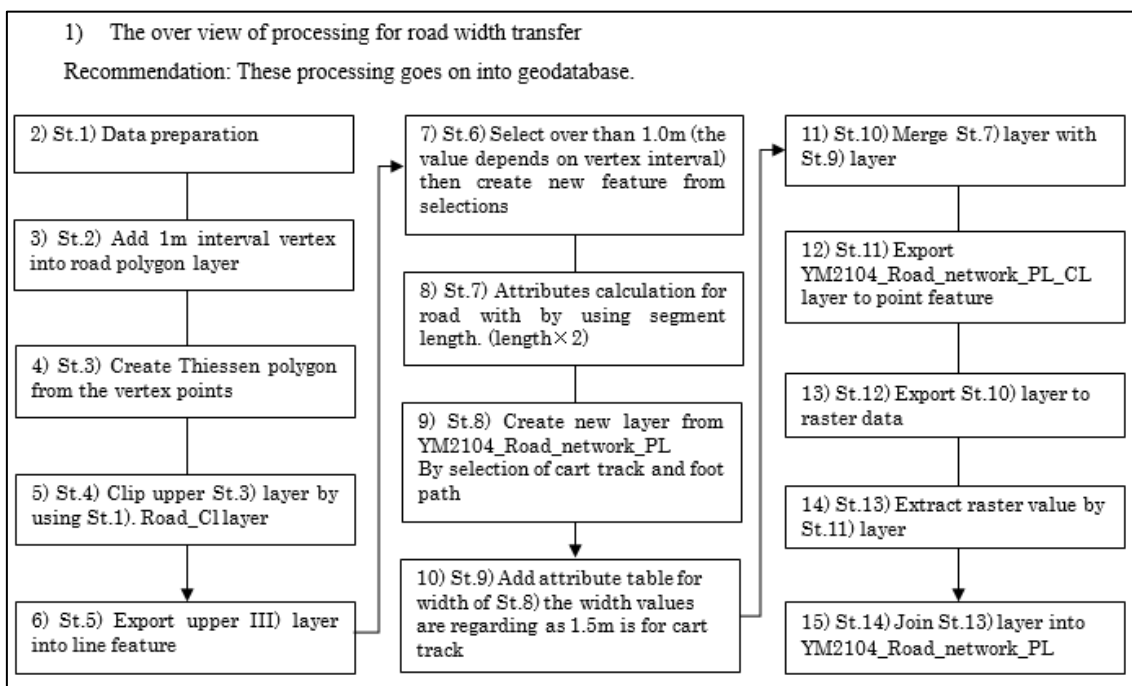 1) The over view of processing for road width transfer
Recommendation: These processing goes on into geodatabase.
2) St.1) Data preparation
3) St.2) Add 1m interval vertex
into road polygon layer
4) St.3) Create Thiessen polygon
from the vertex points
5) St.4) Clip upper St.3) layer by
using St.1). Road_Cl layer
6) St.5) Export upper III) layer
into line feature
7) St.6) Select over than 1.0m (the
value depends on vertex interval)
then create new feature from
selections
8) St.7) Attributes calculation for
road with by using segment
length. (length×2)
9) St.8) Create new layer from
YM2104_Road_network_PL
By selection of cart track and foot
path
10) St.9) Add attribute table for
width of St.8) the width values
are regarding as 1.5m is for cart
track
11) St.10) Merge St.7) layer with
St.9) layer
12) St.11) Export
YM2104_Road_network_PL_CL
layer to point feature
13) St.12) Export St.10) layer to
raster data
14) St.13) Extract raster value by
St.11) layer
15) St.14) Join St.13) layer into
YM2104_Road_network_PL